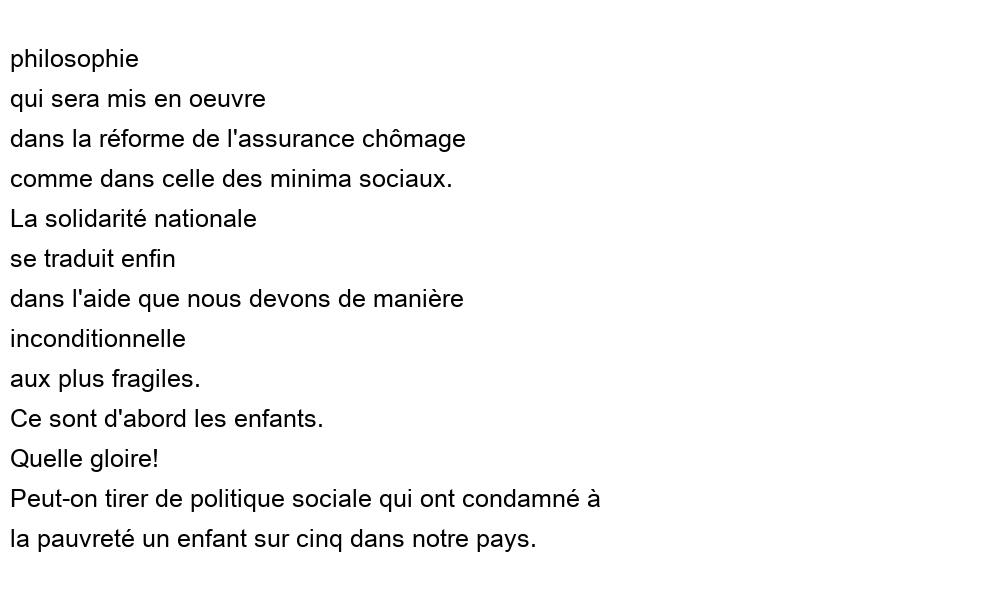 philosophie
qui sera mis en oeuvre
dans la réforme de l'assurance chômage
comme dans celle des minima sociaux.
La solidarité nationale
se traduit enfin
dans l'aide que nous devons de manière
inconditionnelle
aux plus fragiles.
Ce sont d'abord les enfants.
Quelle gloire!
Peut-on tirer de politique sociale qui ont condamné à
la pauvreté un enfant sur cinq dans notre pays.